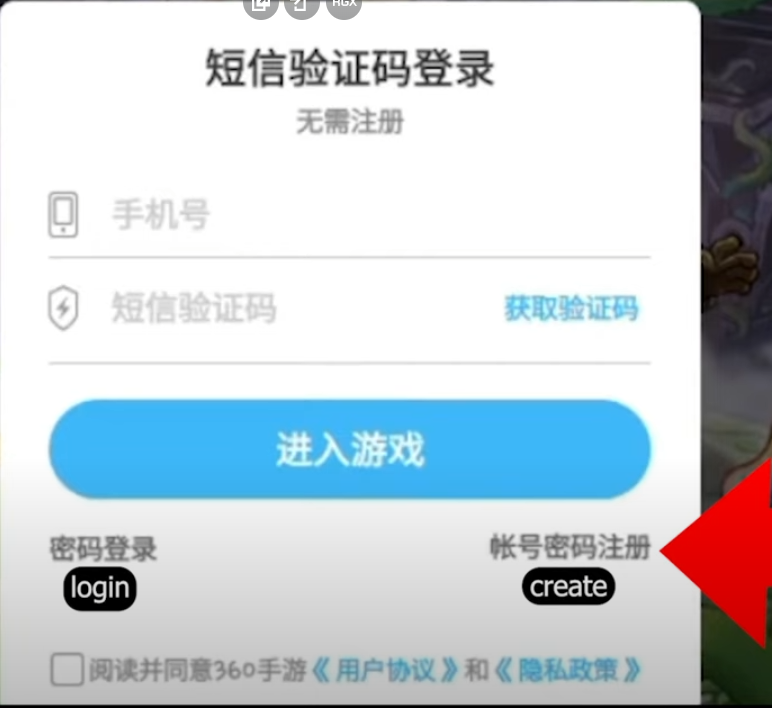 RGX
短信验证码登录
无需注册
手机号
短信验证码 获取验证码
进入游戏
密码登录 帐号密码注册
login create
阅读并同意360手游《用户协议》和《隐私政策》